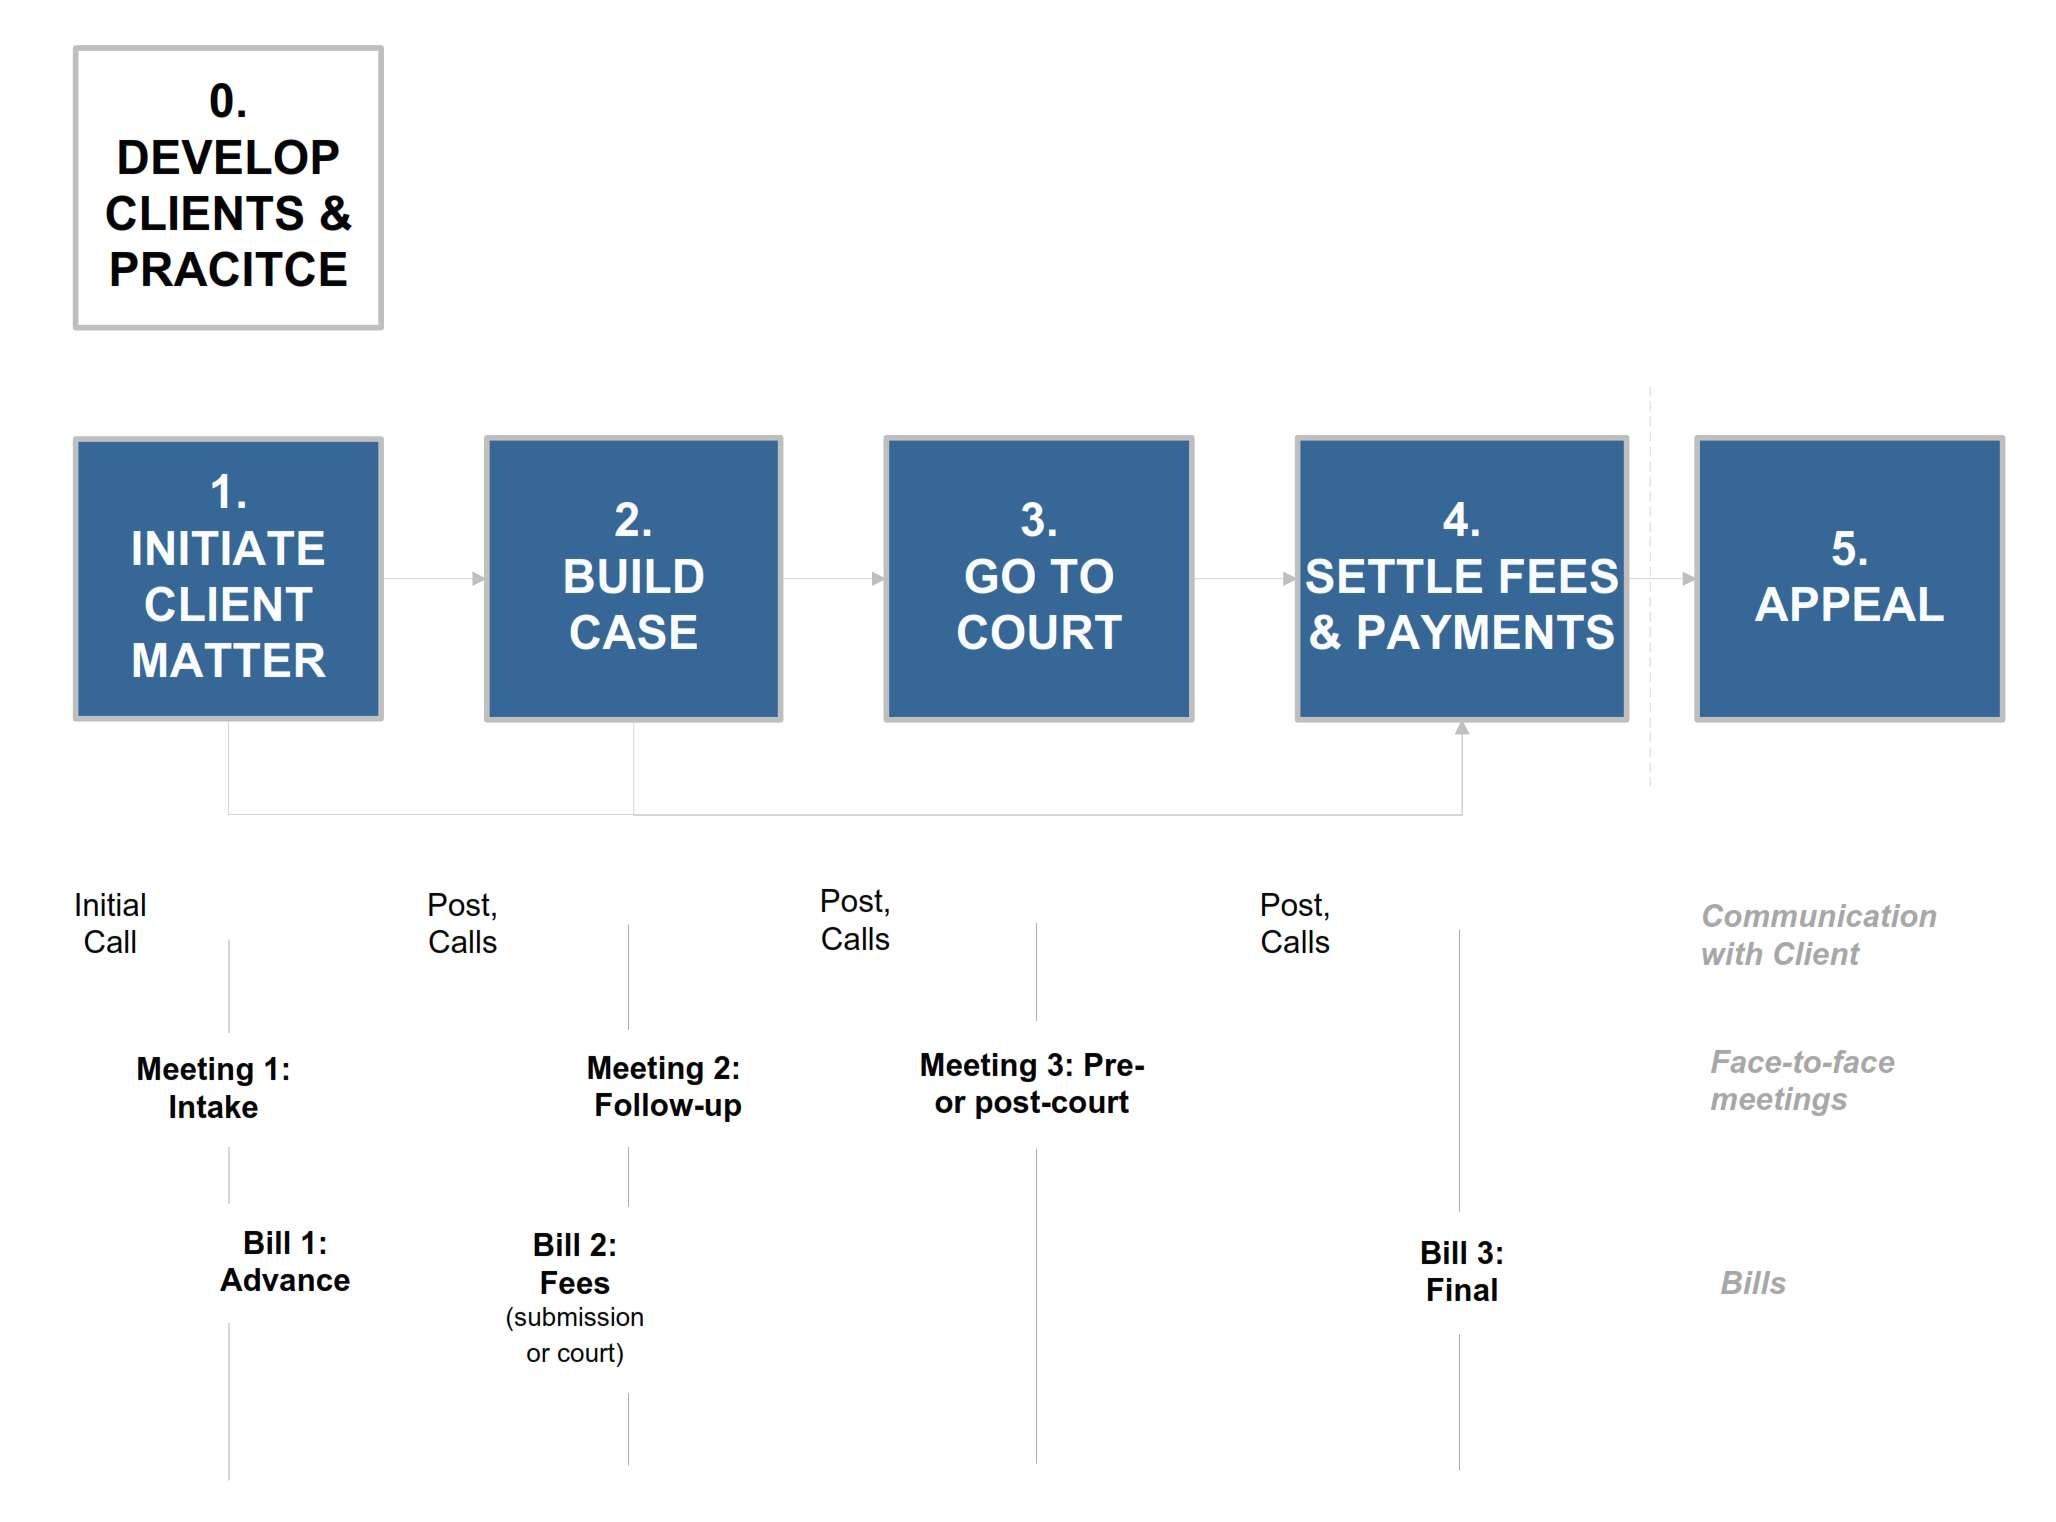 0.
DEVELOP
CLIENTS &
PRACITCE
1.
INITIATE
CLIENT
MATTER
2.
BUILD
CASE
3.
GO TO
COURT
4.
SETTLE FEES
& PAYMENTS
5.
APPEAL
Initial
Call
Post,
Calls
Post,
Calls
Post,
Calls
Communication
with Client
Meeting 1:
Intake
Meeting 2:
Follow-up
Meeting 3: Pre-
or post-court
Face-to-face
meetings
Bill 1:
Advance
Bill 2:
Fees
(submission
or court)
Bill 3:
Final
Bills